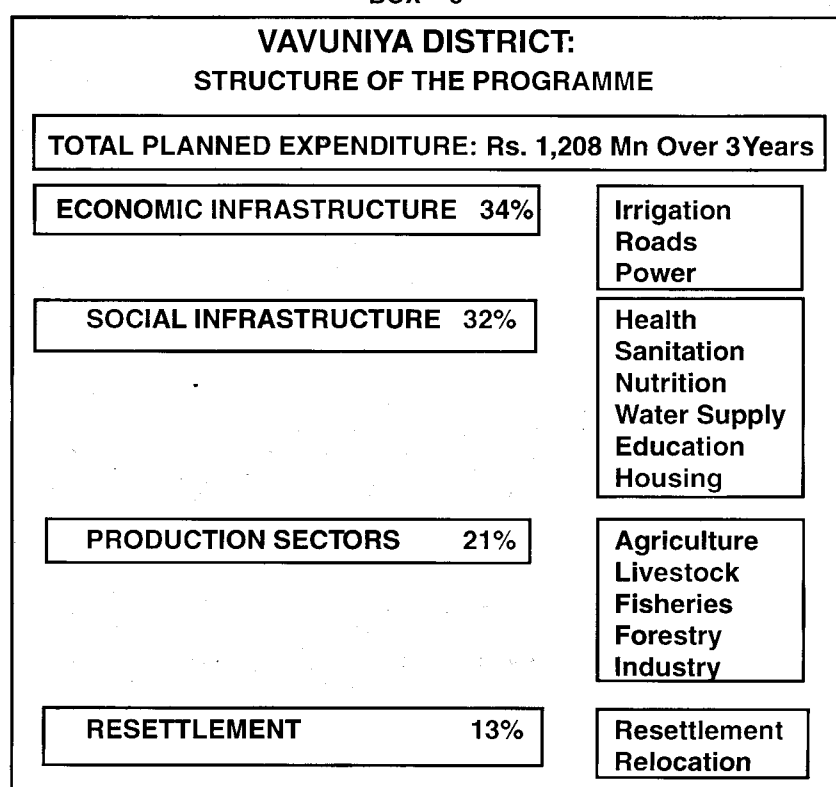 VAVUNIYA DISTRICT:
STRUCTURE OF THE PROGRAMME
TOTAL PLANNED EXPENDITURE: Rs. 1,208 Mn Over 3 Years
ECONOMIC INFRASTRUCTURE 34%
Irrigation
Roads
Power
SOCIAL INFRASTRUCTURE 32%
Health
Sanitation
Nutrition
Water Supply
Education
Housing
PRODUCTION SECTORS 21%
Agriculture
Livestock
Fisheries
Forestry
Industry
RESETTLEMENT 13%
Resettlement
Relocation